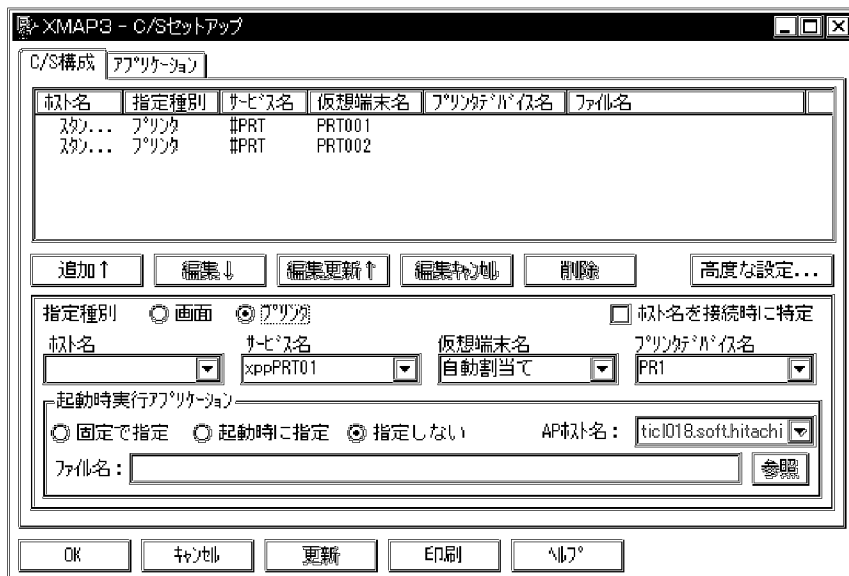 XMAP3 - C/Sセットアップ
C/S構成 アプリケーション
ホスト名 指定種別 サービス名 仮想端末名 プリンタデバイス名 ファイル名
スタン... プリンタ #PRT PRT001
スタン... プリンタ #PRT PRT002
追加↑ 編集↓ 編集更新↑ 編集キャンセル 削除 高度な設定...
指定種別 画面 プリンタ ホスト名を接続時に特定
ホスト名 サービス名 仮想端末名 プリンタデバイス名
xppPRT01 自動割当て PR1
起動時実行アプリケーション
固定で指定 起動時に指定 指定しない APホスト名: ticl018.soft.hitachi
ファイル名: 参照
OK キャンセル 更新 印刷 ヘルプ